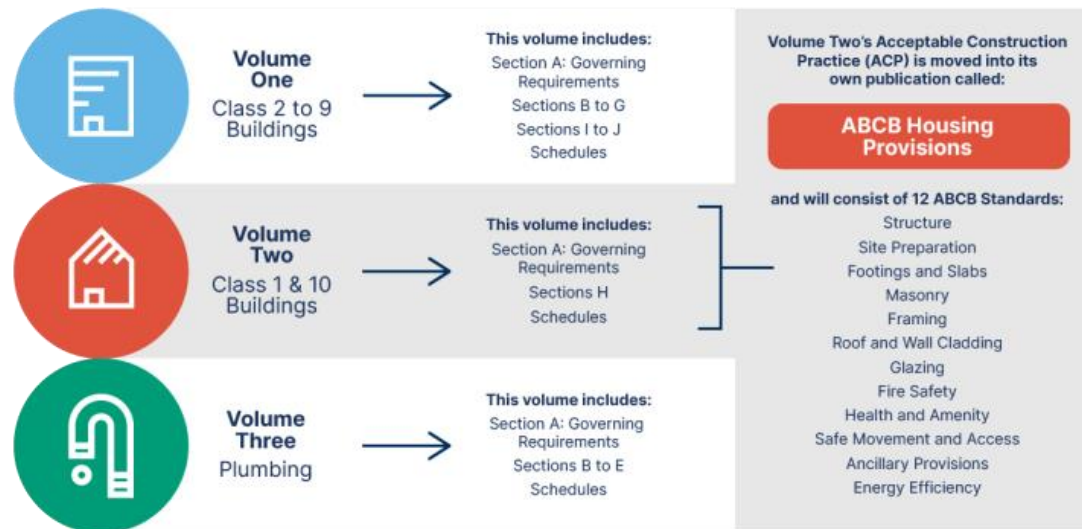 Volume
One
Class 2 to 9
Buildings
This volume includes:
Section A: Governing
Requirements
Sections B to G
Sections I to J
Schedules
Volume
Two
Class 1 & 10
Buildings
This volume includes:
Section A: Governing
Requirements
Sections H
Schedules
Volume
Three
Plumbing
This volume includes:
Section A: Governing
Requirements
Sections B to E
Schedules
Volume Two's Acceptable Construction
Practice (ACP) is moved into its
own publication called:
ABCB Housing
Provisions
and will consist of 12 ABCB Standards:
Structure
Site Preparation
Footings and Slabs
Masonry
Framing
Roof and Wall Cladding
Glazing
Fire Safety
Health and Amenity
Safe Movement and Access
Ancillary Provisions
Energy Efficiency